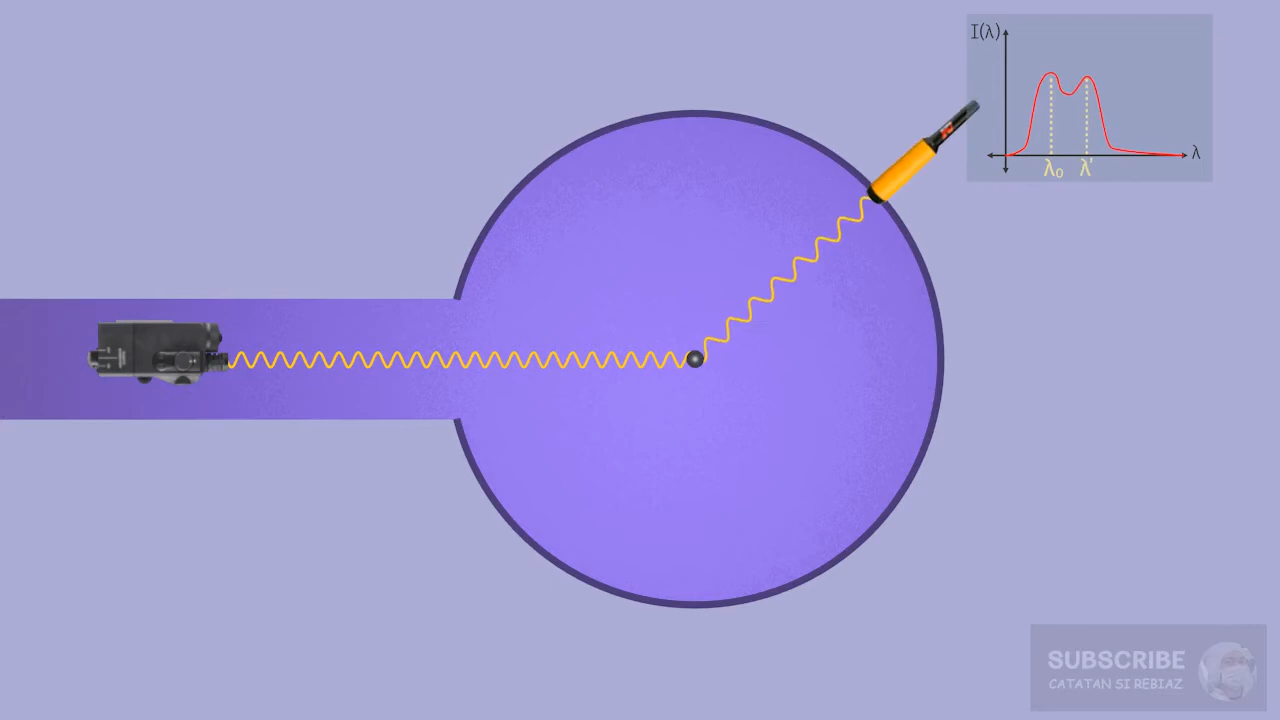 I(λ)
λ
λ₀ λ'
SUBSCRIBE
CATATAN SI REBIAZ